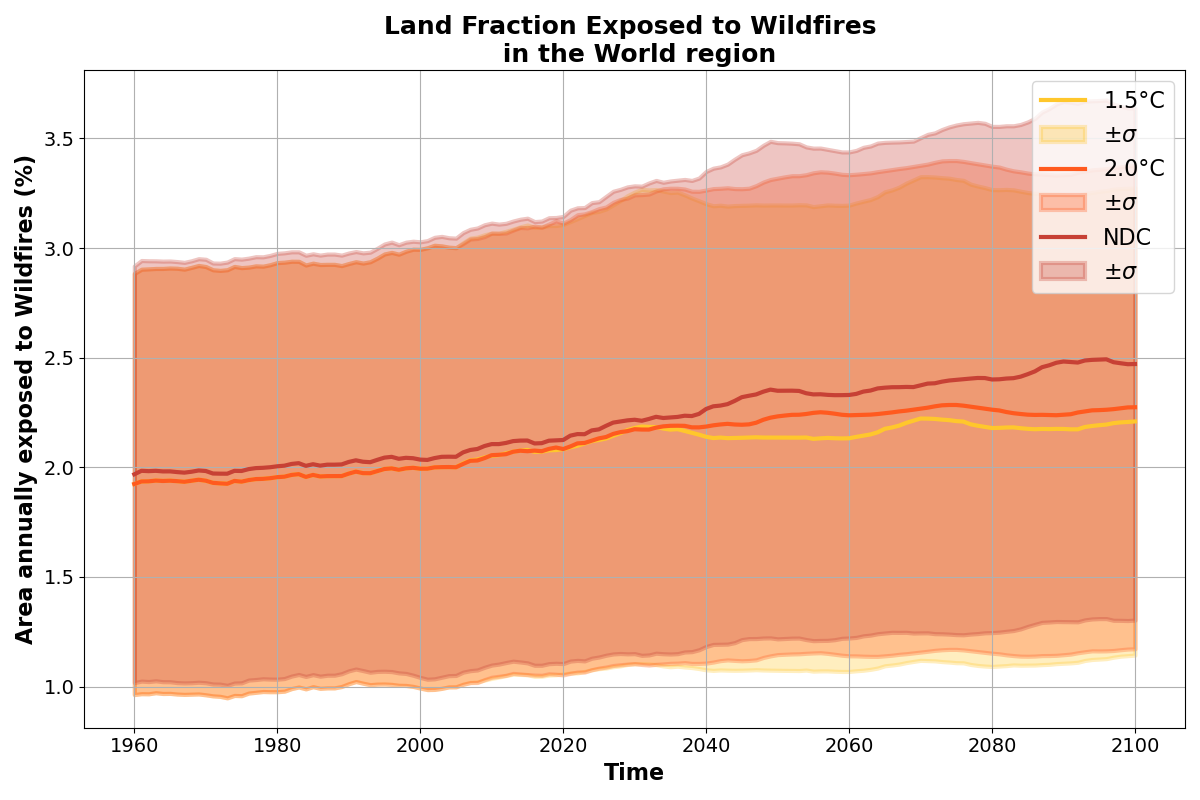 Land Fraction Exposed to Wildfires
in the World region
Area annually exposed to Wildfires (%)
3.5
3.0
2.5
2.0
1.5
1.0
1.5°C
±σ
2.0°C
±σ
NDC
±σ
1960 1980 2000 2020 2040 2060 2080 2100
Time